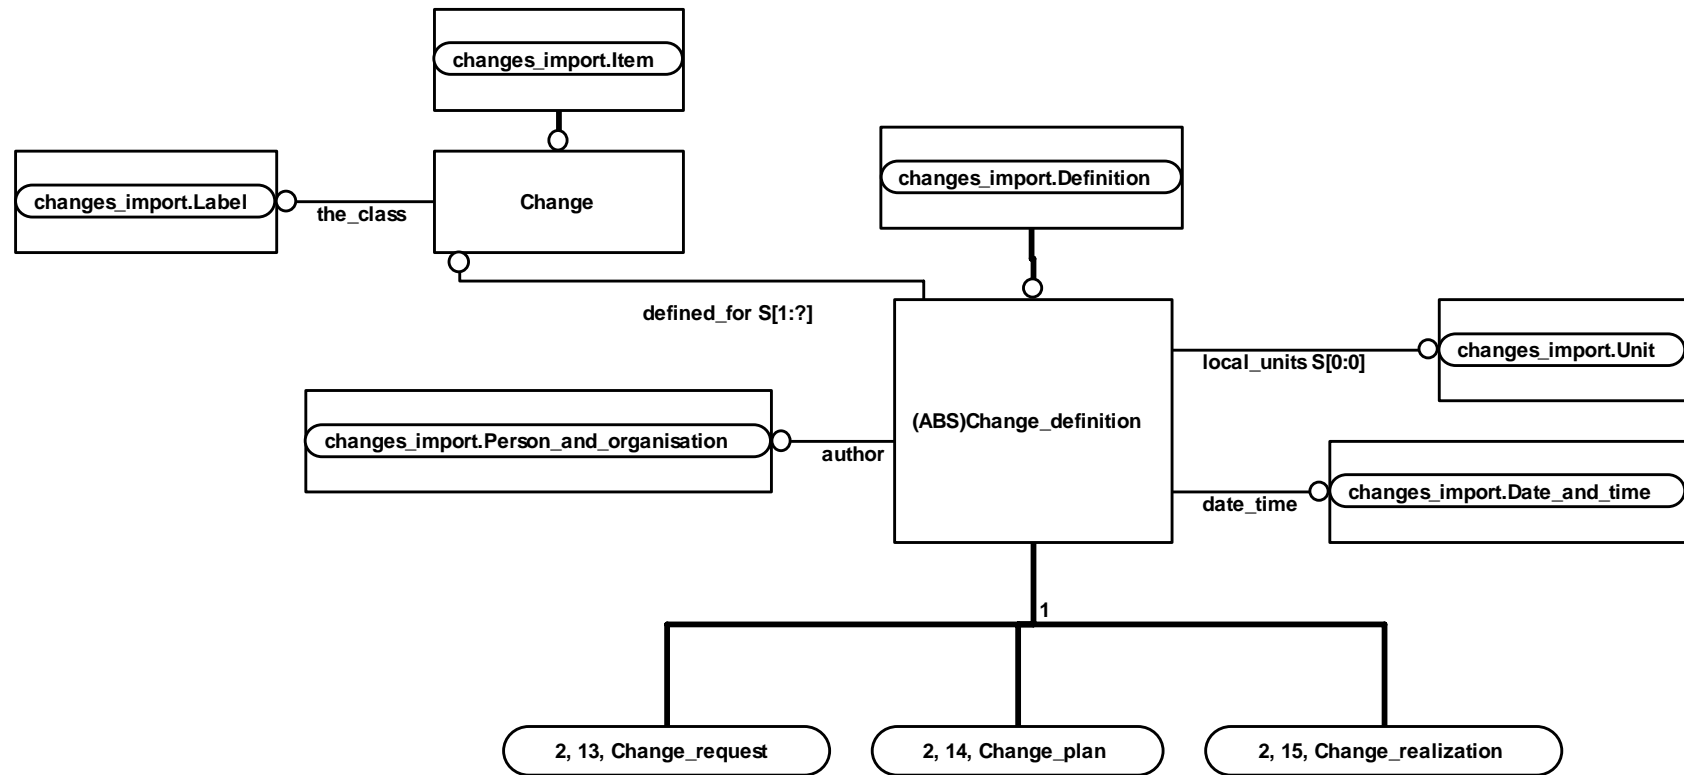 changes_import.Item
changes_import.Definition
changes_import.Label
the_class
Change
defined_for S[1:?]
local_units S[0:0]
changes_import.Unit
(ABS)Change_definition
changes_import.Person_and_organisation
author
date_time
changes_import.Date_and_time
1
2, 13, Change_request
2, 14, Change_plan
2, 15, Change_realization